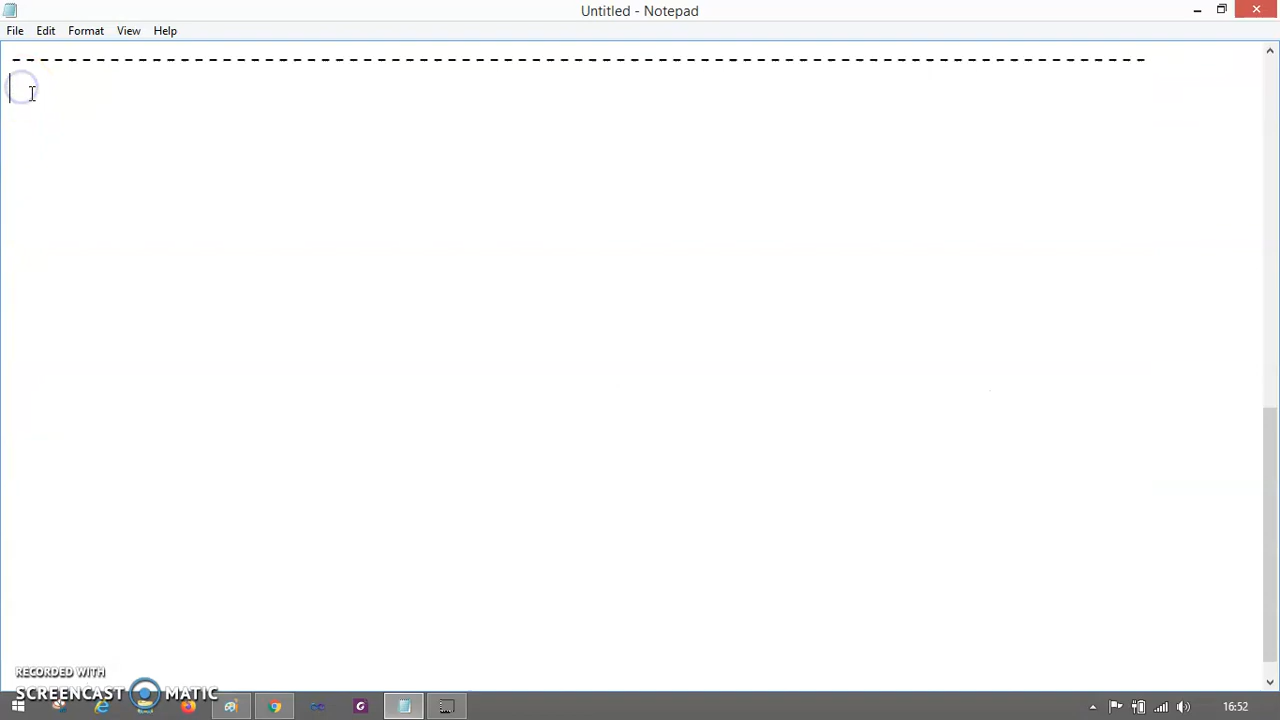 Untitled - Notepad
File Edit Format View Help
---------------------------------------------------------------------------------
RECORDED WITH
SCREENCAST MATIC
16:52